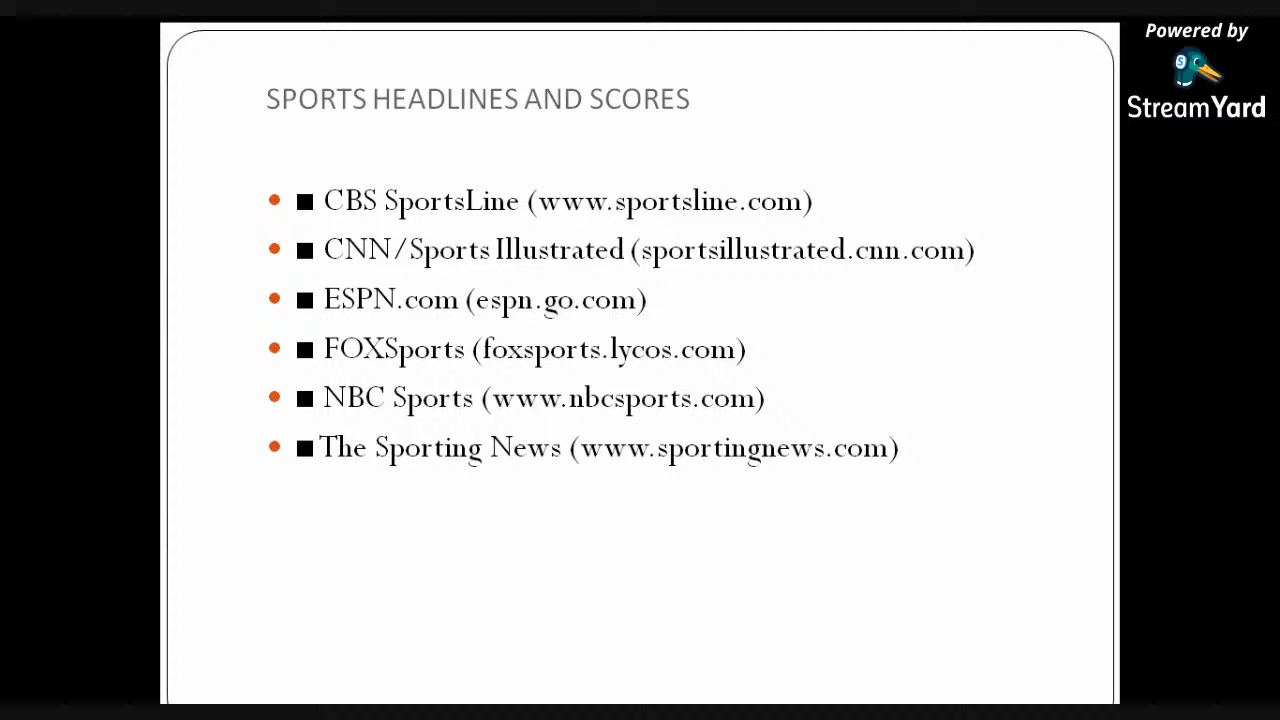 Powered by
StreamYard
SPORTS HEADLINES AND SCORES
• ■ CBS SportsLine (www.sportsline.com)
• ■ CNN/Sports Illustrated (sportsillustrated.cnn.com)
• ■ ESPN.com (espn.go.com)
• ■ FOXSports (foxsports.lycos.com)
• ■ NBC Sports (www.nbcsports.com)
• ■ The Sporting News (www.sportingnews.com)